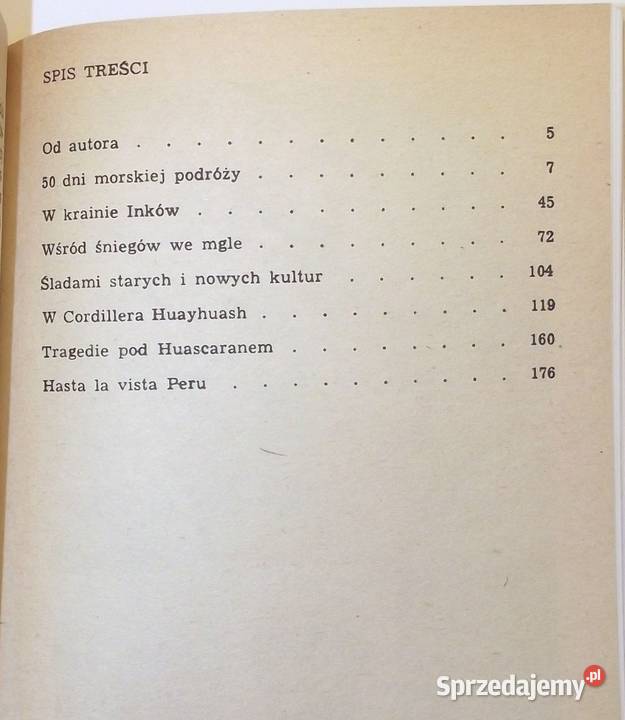 SPIS TREŚCI
Od autora . . . . . . . . . . . . . 5
50 dni morskiej podróży . . . . . . . . . 7
W krainie Inków . . . . . . . . . . . 45
Wśród śniegów we mgle . . . . . . . . . 72
Śladami starych i nowych kultur . . . . . . 104
W Cordillera Huayhuash . . . . . . . . . 119
Tragedie pod Huascaranem . . . . . . . . 160
Hasta la vista Peru . . . . . . . . . . 176
Sprzedajemy.pl